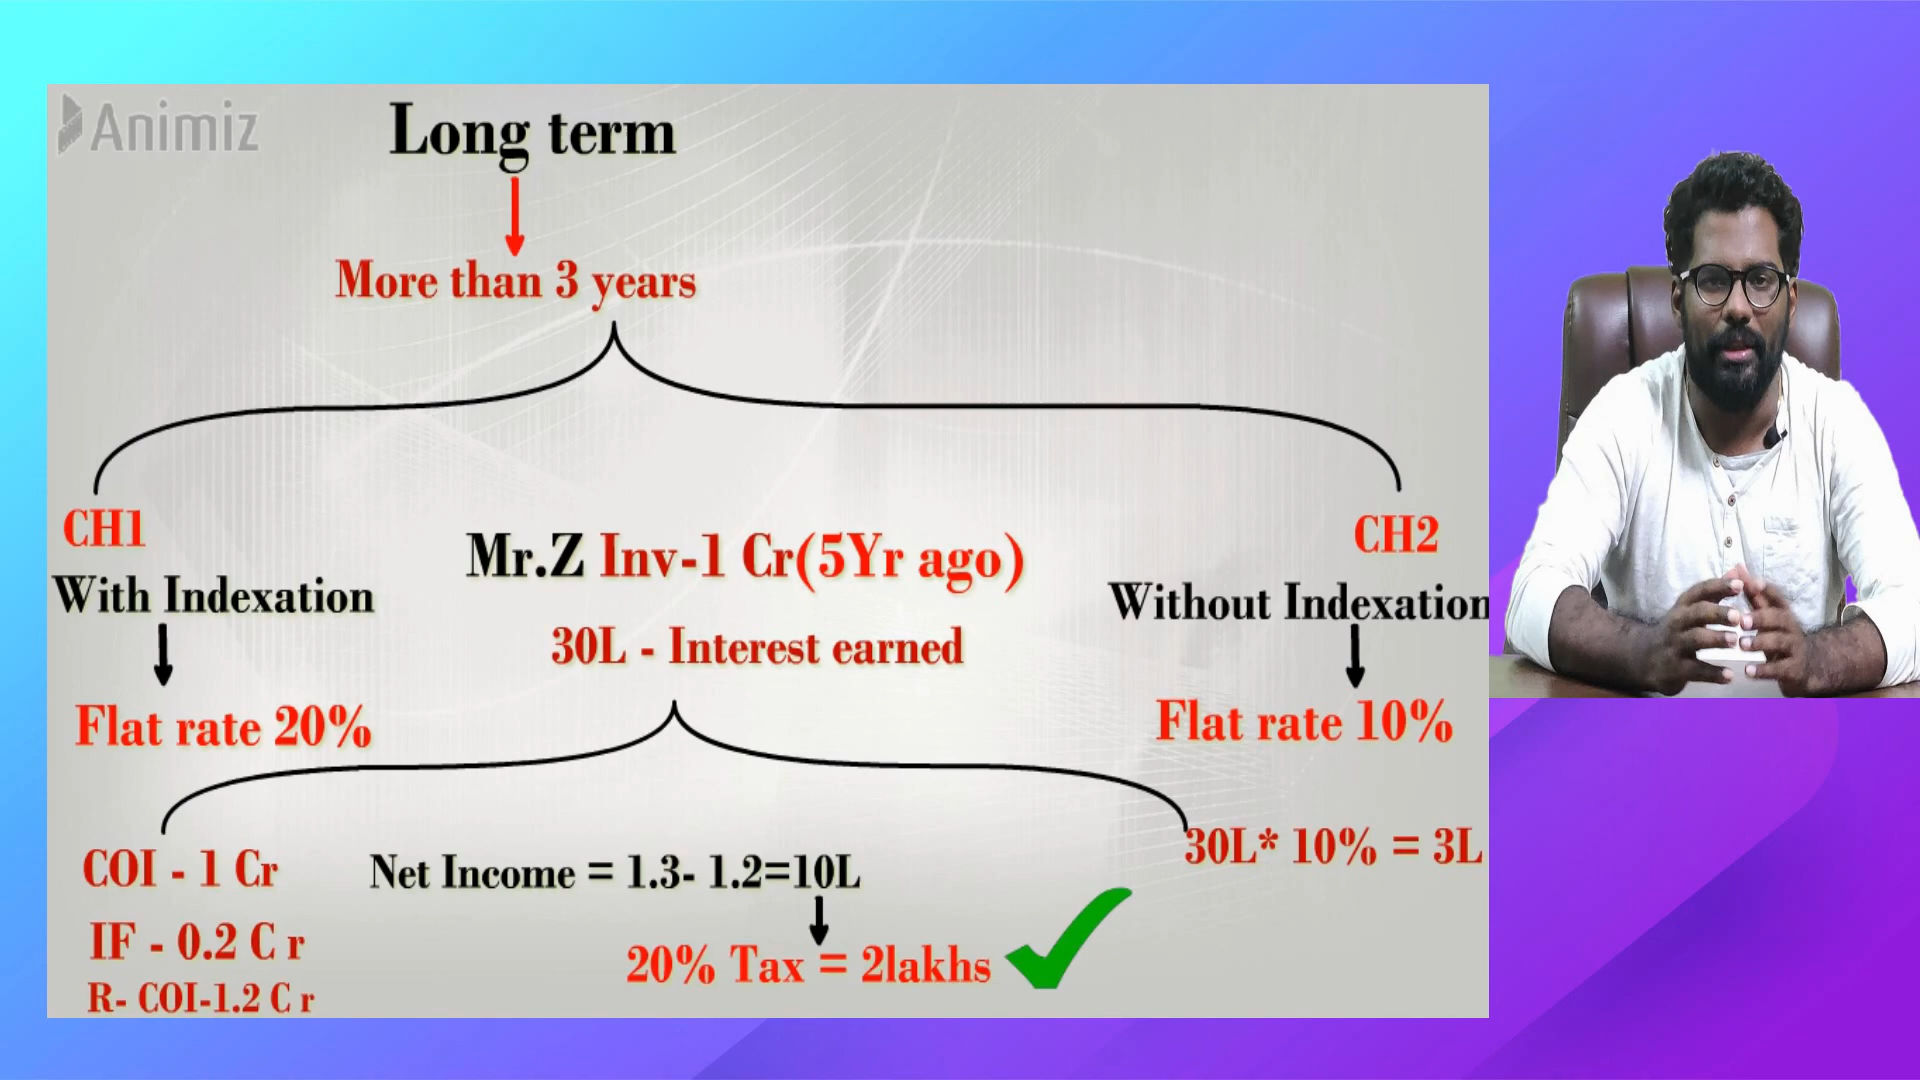 Animiz
Long term
More than 3 years
CH1
With Indexation
Flat rate 20%
Mr.Z Inv-1 Cr(5Yr ago)
30L - Interest earned
CH2
Without Indexation
Flat rate 10%
COI - 1 Cr
IF - 0.2 C r
R- COI-1.2 C r
Net Income = 1.3- 1.2=10L
20% Tax = 2lakhs
30L* 10% = 3L